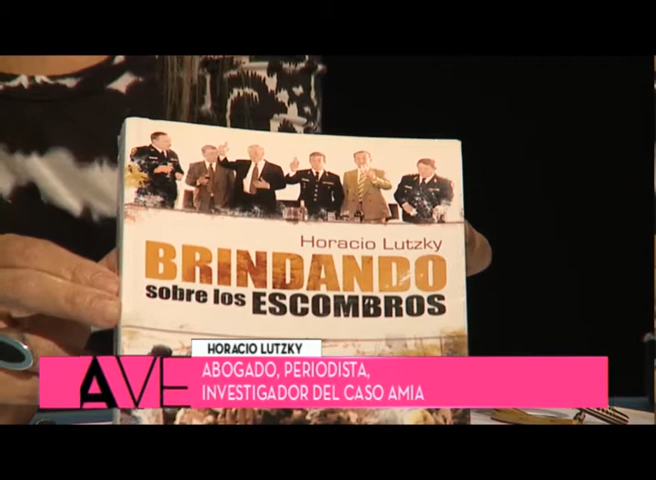 Horacio Lutzky
BRINDANDO
sobre los ESCOMBROS
HORACIO LUTZKY
AVE
ABOGADO, PERIODISTA,
INVESTIGADOR DEL CASO AMIA